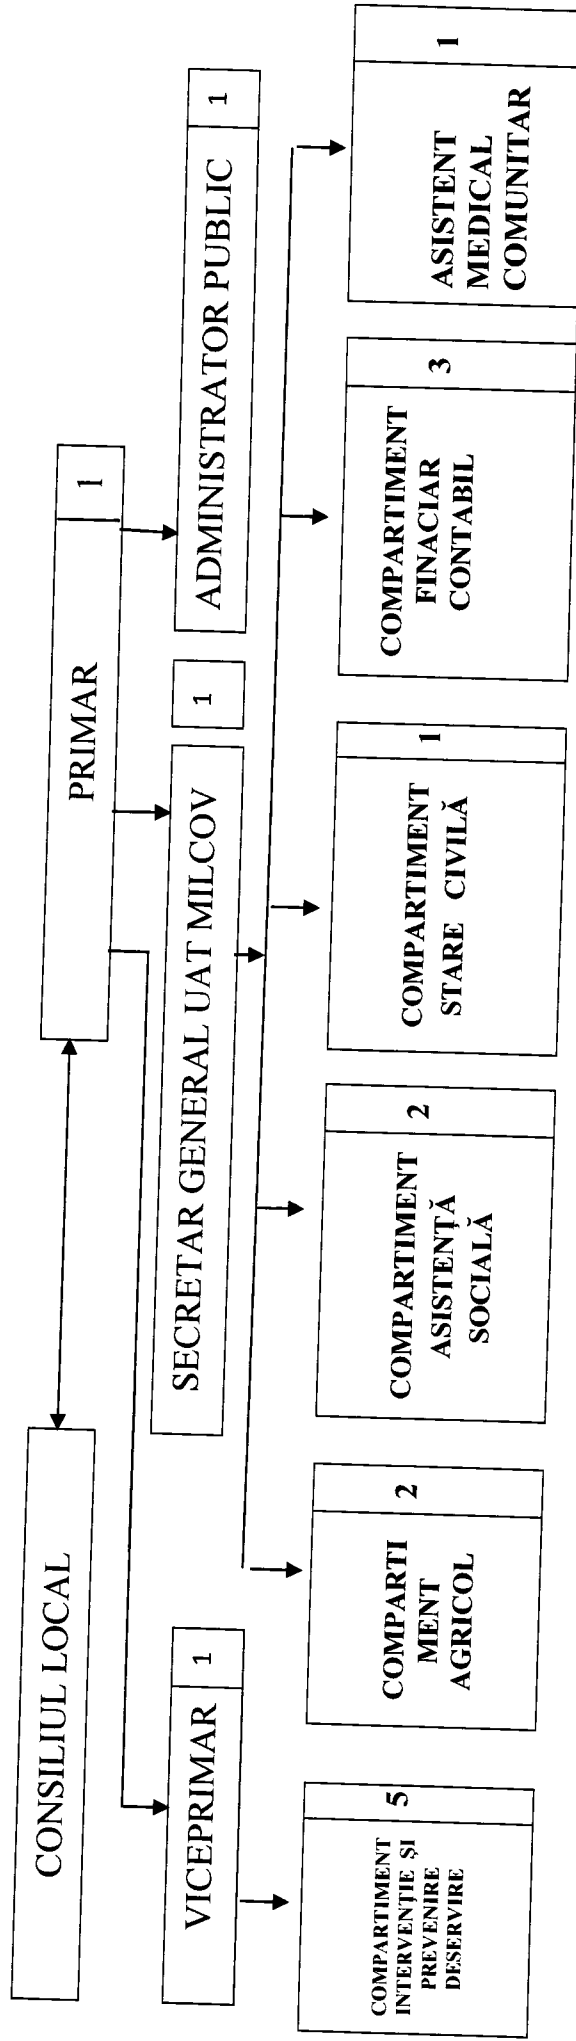 CONSILIUL LOCAL
PRIMAR
1
VICEPRIMAR
1
SECRETAR GENERAL UAT MILCOV
1
ADMINISTRATOR PUBLIC
1
COMPARTIMENT
INTERVENȚIE ȘI
PREVENIRE
DESERVIRE
5
COMPARTI
MENT
AGRICOL
2
COMPARTIMENT
ASISTENȚĂ
SOCIALĂ
2
COMPARTIMENT
STARE CIVILĂ
1
COMPARTIMENT
FINACIAR
CONTABIL
3
ASISTENT
MEDICAL
COMUNITAR
1